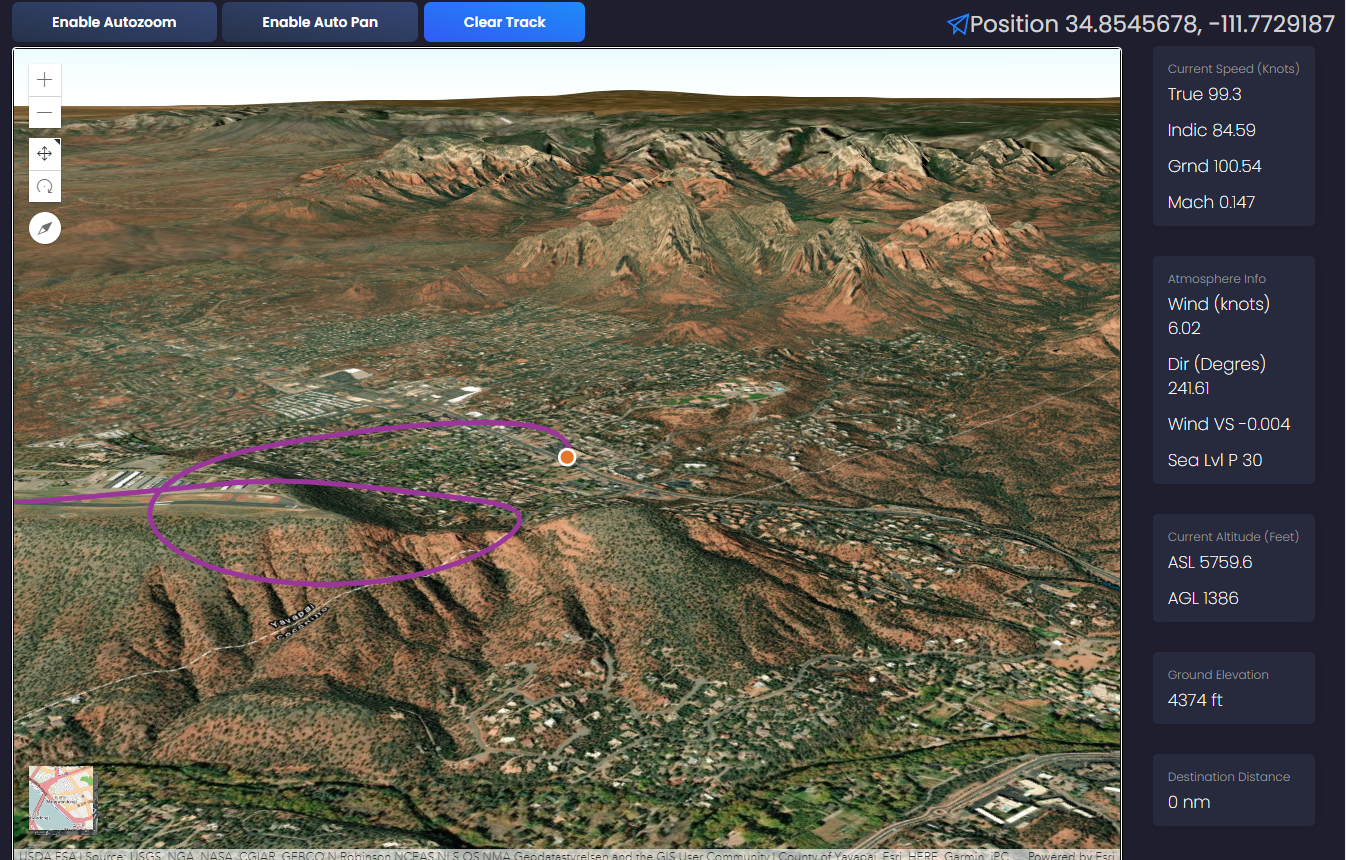 Enable Autozoom
Enable Auto Pan
Clear Track
Position 34.8545678, -111.7729187
Current Speed (Knots)
True 99.3
Indic 84.59
Grnd 100.54
Mach 0.147
Atmosphere Info
Wind (knots)
6.02
Dir (Degres)
241.61
Wind VS -0.004
Sea Lvl P 30
Current Altitude (Feet)
ASL 5759.6
AGL 1386
Ground Elevation
4374 ft
Destination Distance
0 nm
Yavapai
Coconino
USDA FSA | Source: USGS, NGA, NASA, CGIAR, GEBCO,N Robinson,NCEAS,NLS,OS,NMA,Geodatastyrelsen and the GIS User Community | County of Yavapai, Esri, HERE, Garmin, iPC
Powered by Esri